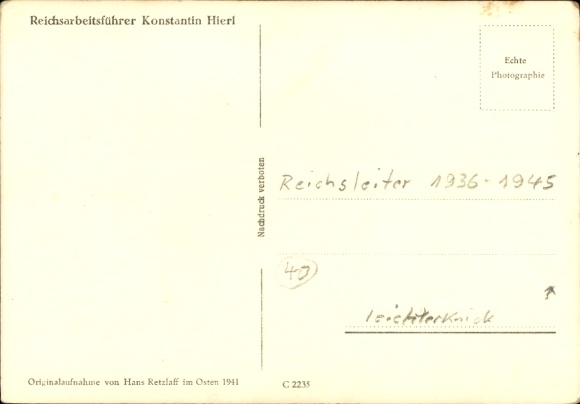 Reichsarbeitsführer Konstantin Hierl
Echte
Photographie
Nachdruck verboten
Reichsleiter 1936-1945
40
leichter Knick
Originalaufnahme von Hans Retzlaff im Osten 1941
C 2235